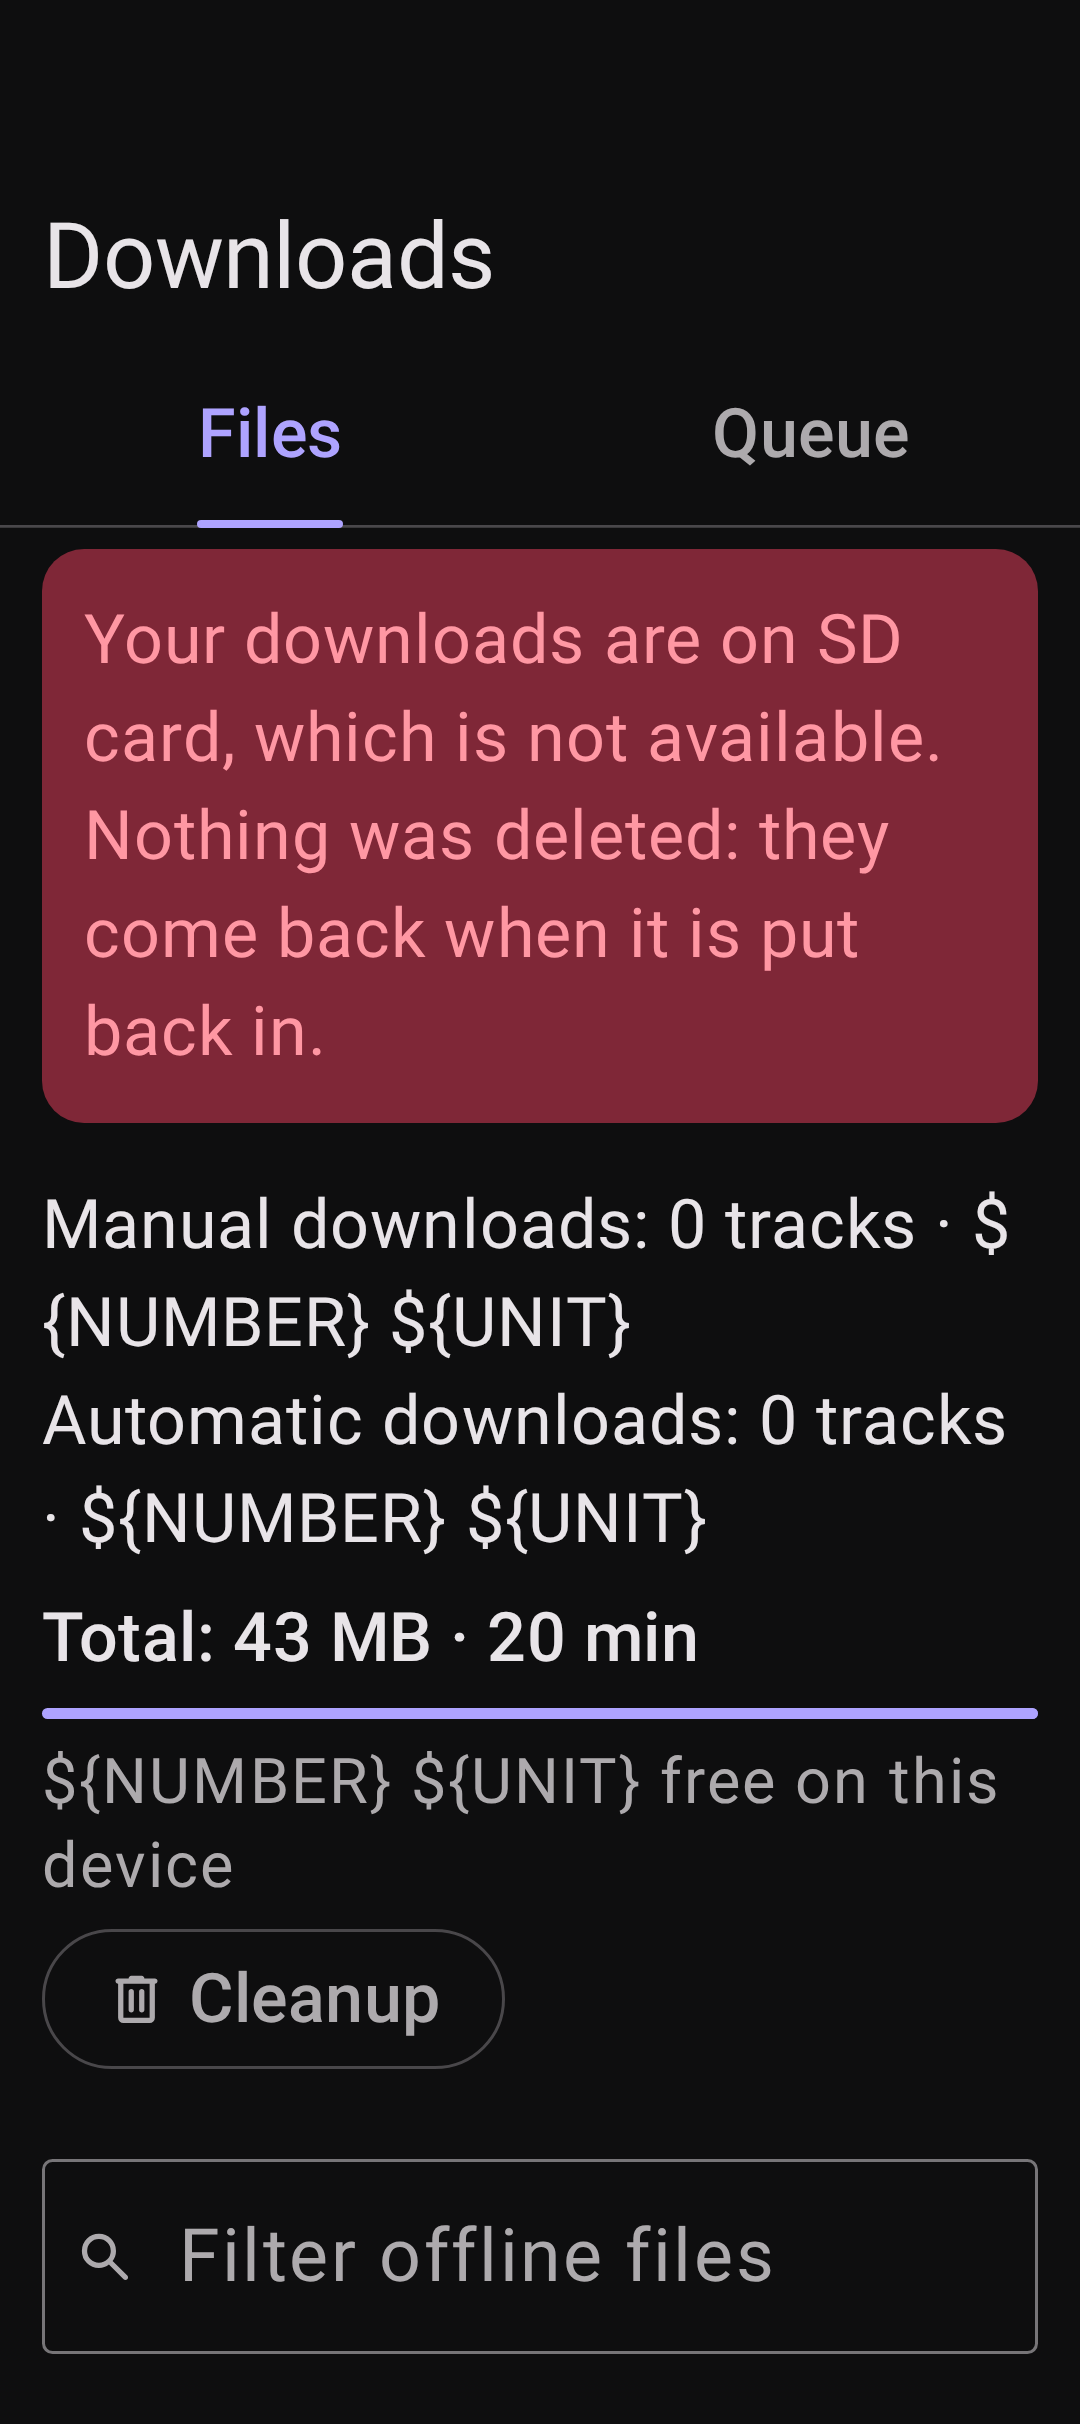 Downloads
Files
Queue
Your downloads are on SD
card, which is not available.
Nothing was deleted: they
come back when it is put
back in.
Manual downloads: 0 tracks · $
{NUMBER} ${UNIT}
Automatic downloads: 0 tracks
· ${NUMBER} ${UNIT}
Total: 43 MB · 20 min
${NUMBER} ${UNIT} free on this
device
Cleanup
Filter offline files